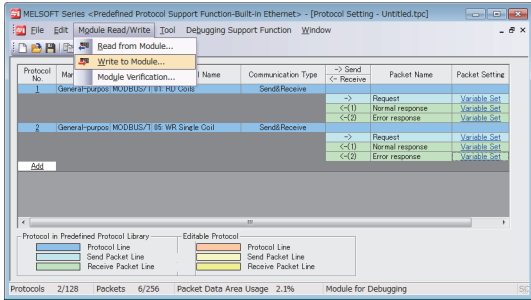 MELSOFT Series <Predefined Protocol Support Function-Built-in Ethernet> - [Protocol Setting - Untitled.tpc]
File Edit Module Read/Write Tool Debugging Support Function Window
Read from Module...
Write to Module...
Module Verification...
Protocol No. Name Communication Type -> Send <- Receive Packet Name Packet Setting
1 General-purpos MODBUS/T 01: RD Coils Send&Receive
-> Request Variable Set
<-(1) Normal response Variable Set
<-(2) Error response Variable Set
2 General-purpos MODBUS/T 05: WR Single Coil Send&Receive
-> Request Variable Set
<-(1) Normal response Variable Set
<-(2) Error response Variable Set
Add
Protocol in Predefined Protocol Library Editable Protocol
Protocol Line Protocol Line
Send Packet Line Send Packet Line
Receive Packet Line Receive Packet Line
Protocols 2/128 Packets 6/256 Packet Data Area Usage 2.1% Module for Debugging